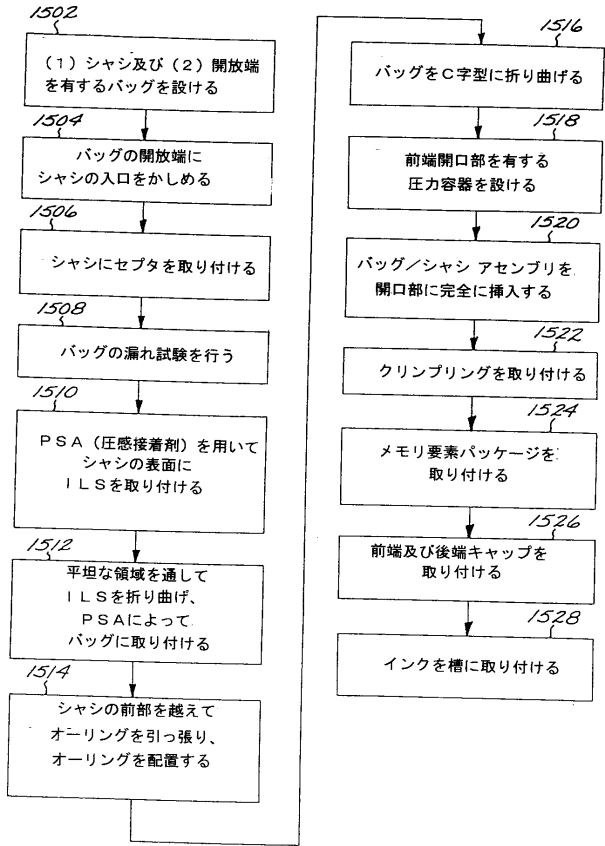 1502
（1）シャシ及び（2）開放端
を有するバッグを設ける
1504
バッグの開放端に
シャシの入口をかしめる
1506
シャシにセプタを取り付ける
1508
バッグの漏れ試験を行う
1510
ＰＳＡ（圧感接着剤）を用いて
シャシの表面に
ＩＬＳを取り付ける
1512
平坦な領域を通して
ＩＬＳを折り曲げ、
ＰＳＡによって
バッグに取り付ける
1514
シャシの前部を越えて
オーリングを引っ張り、
オーリングを配置する
1516
バッグをＣ字型に折り曲げる
1518
前端開口部を有する
圧力容器を設ける
1520
バッグ／シャシ アセンブリを
開口部に完全に挿入する
1522
クリンプリングを取り付ける
1524
メモリ要素パッケージを
取り付ける
1526
前端及び後端キャップを
取り付ける
1528
インクを槽に取り付ける